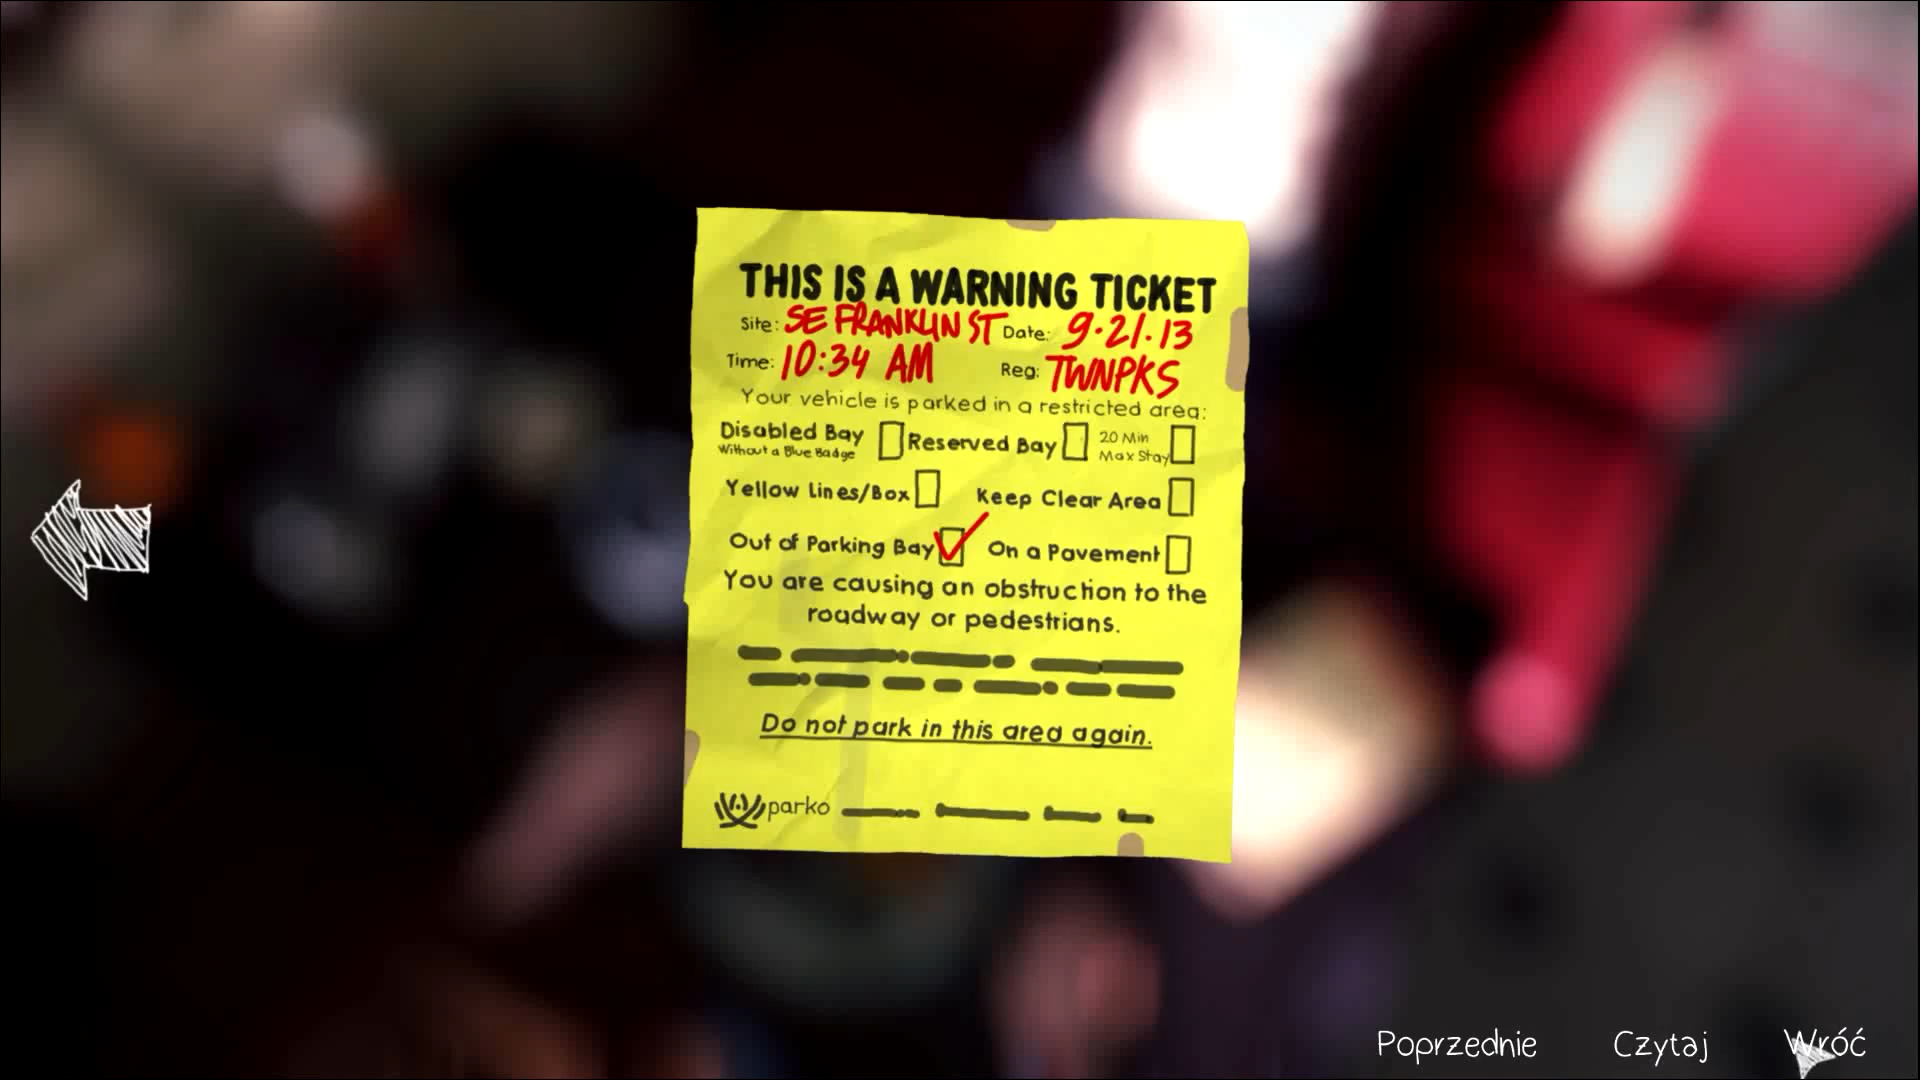 THIS IS A WARNING TICKET
Site: SE FRANKLIN ST Date: 9.21.13
Time: 10:34 AM Reg: TWNPKS
Your vehicle is parked in a restricted area:
Disabled Bay Reserved Bay 20 Min
Without a Blue Badge Max Stay
Yellow Lines/Box Keep Clear Area
Out of Parking Bay On a Pavement
You are causing an obstruction to the
roadway or pedestrians.
Do not park in this area again.
parko
Poprzednie Czytaj Wróć